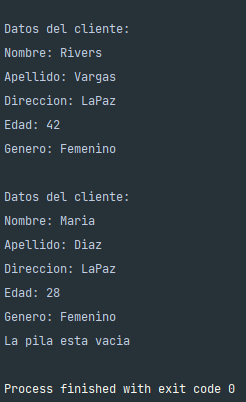 Datos del cliente:
Nombre: Rivers
Apellido: Vargas
Direccion: LaPaz
Edad: 42
Genero: Femenino
Datos del cliente:
Nombre: Maria
Apellido: Diaz
Direccion: LaPaz
Edad: 28
Genero: Femenino
La pila esta vacia
Process finished with exit code 0